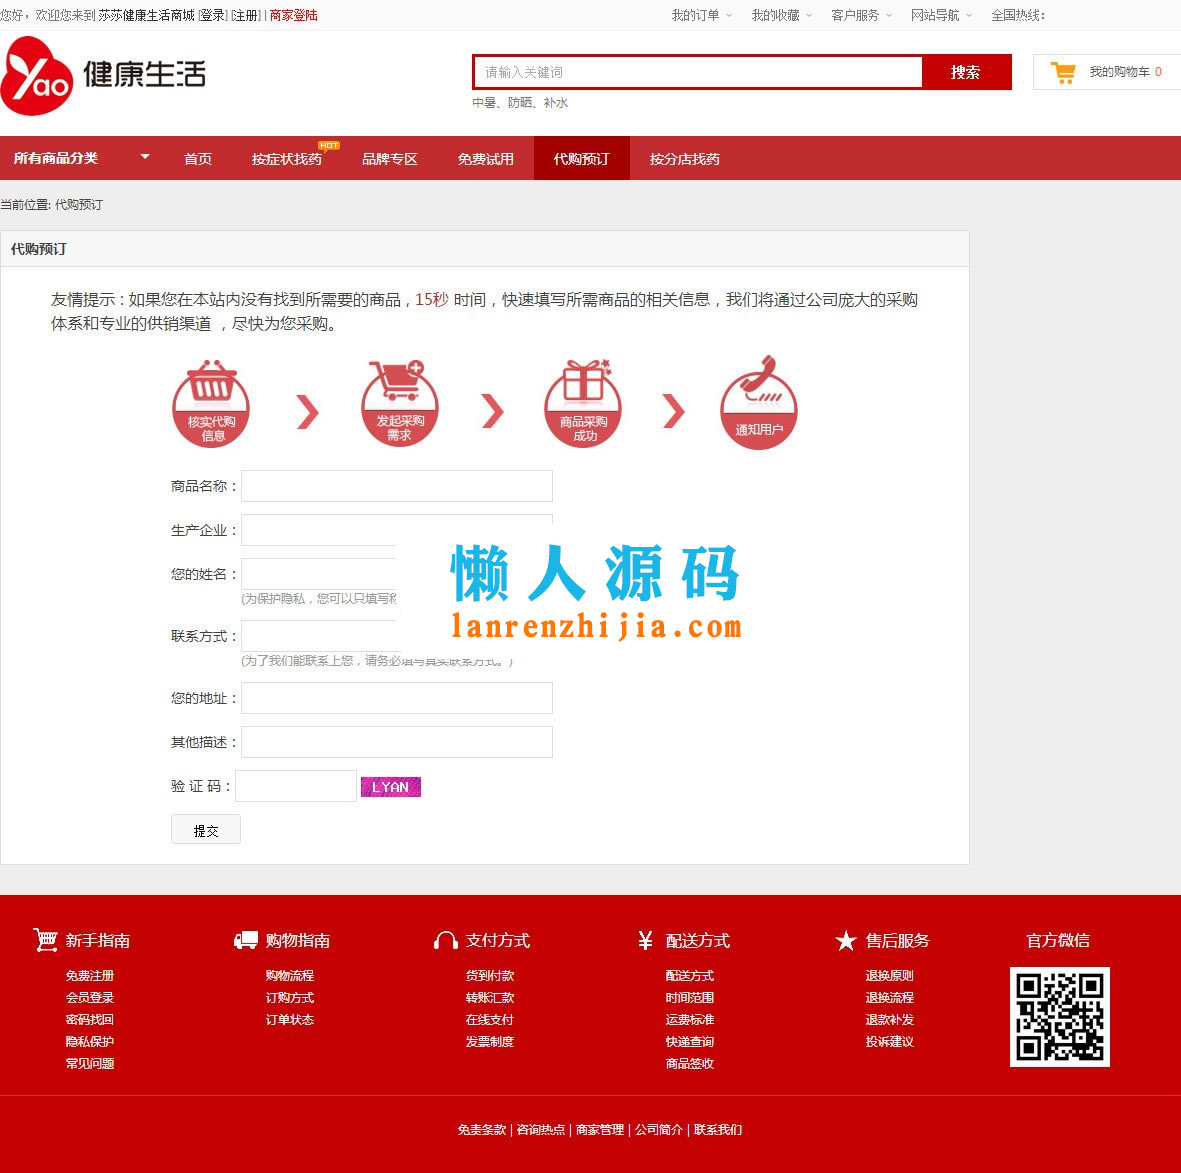 您好，欢迎您来到 莎莎健康生活商城 [登录] [注册] | 商家登陆
我的订单 我的收藏 客户服务 网站导航 全国热线：
Yao 健康生活
请输入关键词 搜索
我的购物车 0
中暑、防晒、补水
所有商品分类 首页 按症状找药 HOT 品牌专区 免费试用 代购预订 按分店找药
当前位置: 代购预订
代购预订
友情提示：如果您在本站内没有找到所需要的商品，15秒 时间，快速填写所需商品的相关信息，我们将通过公司庞大的采购
体系和专业的供销渠道 ，尽快为您采购。
核实代购
信息
发起采购
需求
商品采购
成功
通知用户
商品名称：
生产企业：
您的姓名：
(为保护隐私，您可以只填写
懒人源码
lanrenzhijia.com
联系方式：
(为了我们能联系上您，请务必填写真实联系方式。)
您的地址：
其他描述：
验 证 码： LYAN
提交
新手指南
免费注册
会员登录
密码找回
隐私保护
常见问题
购物指南
购物流程
订购方式
订单状态
支付方式
货到付款
转账汇款
在线支付
发票制度
配送方式
配送方式
时间范围
运费标准
快递查询
商品签收
售后服务
退换原则
退换流程
退款补发
投诉建议
官方微信
免责条款 | 咨询热点 | 商家管理 | 公司简介 | 联系我们